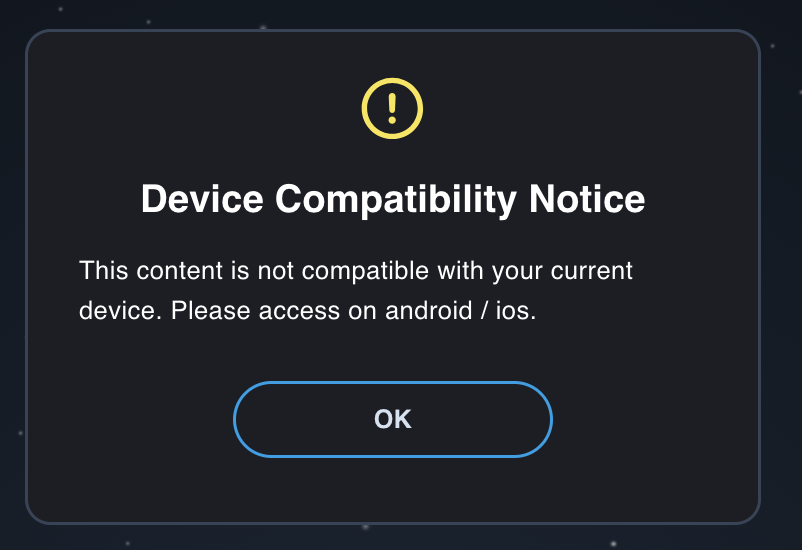 Device Compatibility Notice
This content is not compatible with your current
device. Please access on android / ios.
OK